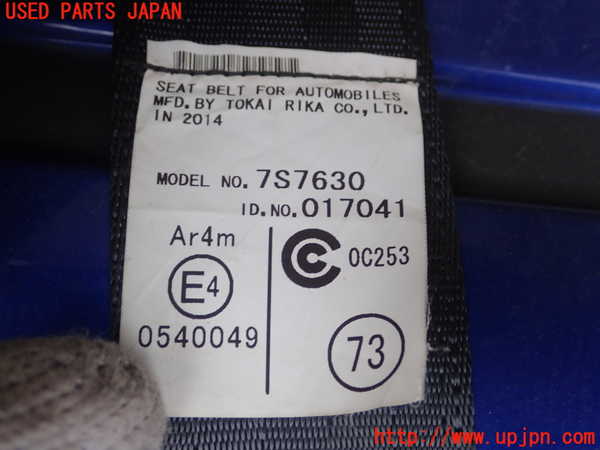 USED PARTS JAPAN
SEAT BELT FOR AUTOMOBILES
MFD. BY TOKAI RIKA CO., LTD.
IN 2014
MODEL NO. 7S7630
ID. NO. 017041
Ar4m
E4
0540049
CCC 0C253
73
http://www.upjpn.com/